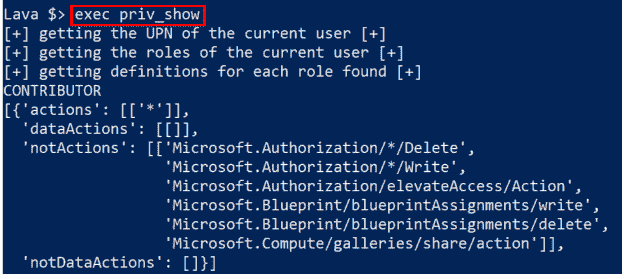 Lava $> exec priv_show
[+] getting the UPN of the current user [+]
[+] getting the roles of the current user [+]
[+] getting definitions for each role found [+]
CONTRIBUTOR
[{'actions': [['*']],
'dataActions': [[]],
'notActions': [['Microsoft.Authorization/*/Delete',
'Microsoft.Authorization/*/Write',
'Microsoft.Authorization/elevateAccess/Action',
'Microsoft.Blueprint/blueprintAssignments/write',
'Microsoft.Blueprint/blueprintAssignments/delete',
'Microsoft.Compute/galleries/share/action']],
'notDataActions': []}]